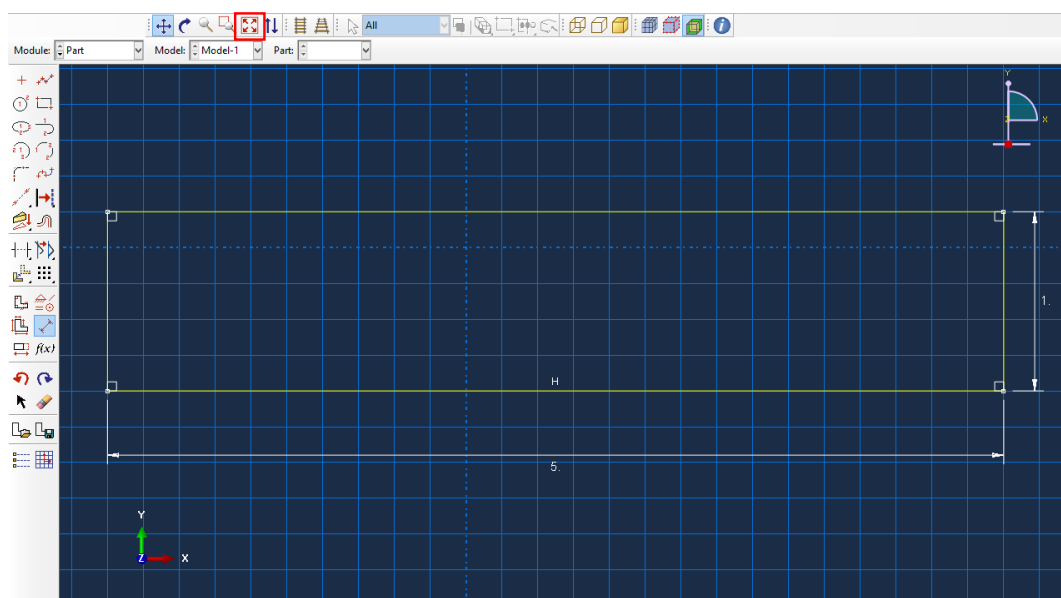 All
Module: Part Model: Model-1 Part:
Y
X
Z
f(x)
1.
H
5.
Y
Z X